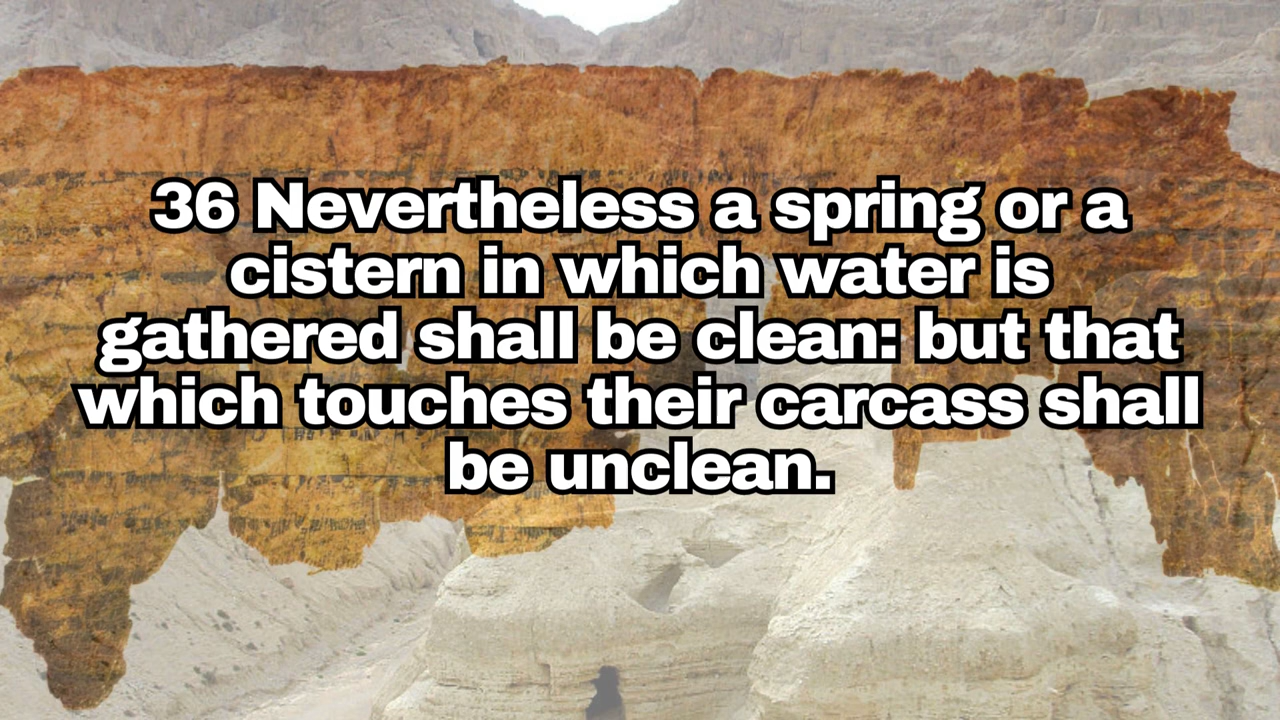 36 Nevertheless a spring or a
cistern in which water is
gathered shall be clean: but that
which touches their carcass shall
be unclean.